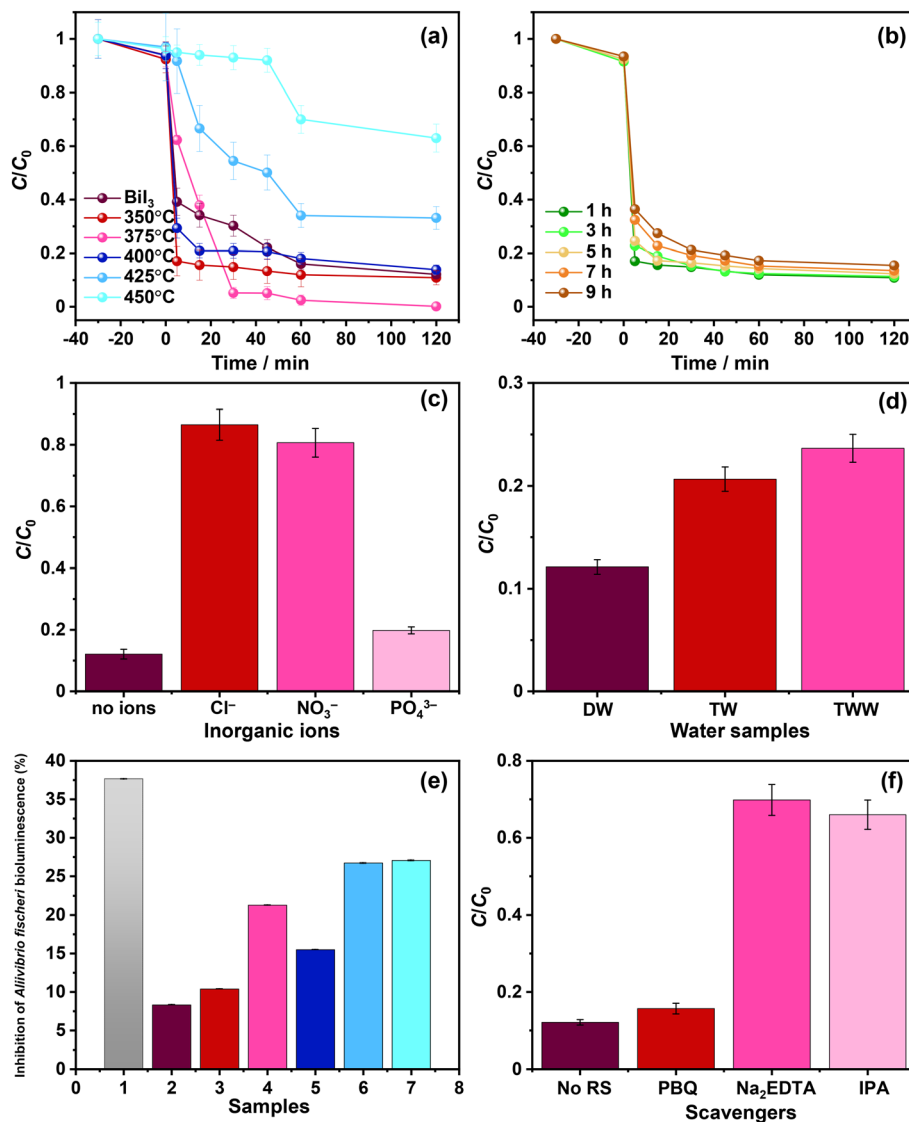 (a)
C/C₀
1
0.8
0.6
0.4
0.2
0
BiI₃
350°C
375°C
400°C
425°C
450°C
-40 -20 0 20 40 60 80 100 120
Time / min
(b)
C/C₀
1
0.8
0.6
0.4
0.2
0
1 h
3 h
5 h
7 h
9 h
-40 -20 0 20 40 60 80 100 120
Time / min
(c)
C/C₀
1
0.8
0.6
0.4
0.2
0
no ions Cl⁻ NO₃⁻ PO₄³⁻
Inorganic ions
(d)
C/C₀
0.3
0.2
0.1
0.0
DW TW TWW
Water samples
(e)
Inhibition of Aliivibrio fischeri bioluminescence (%)
40
35
30
25
20
15
10
5
0
0 1 2 3 4 5 6 7 8
Samples
(f)
C/C₀
0.8
0.6
0.4
0.2
0.0
No RS PBQ Na₂EDTA IPA
Scavengers